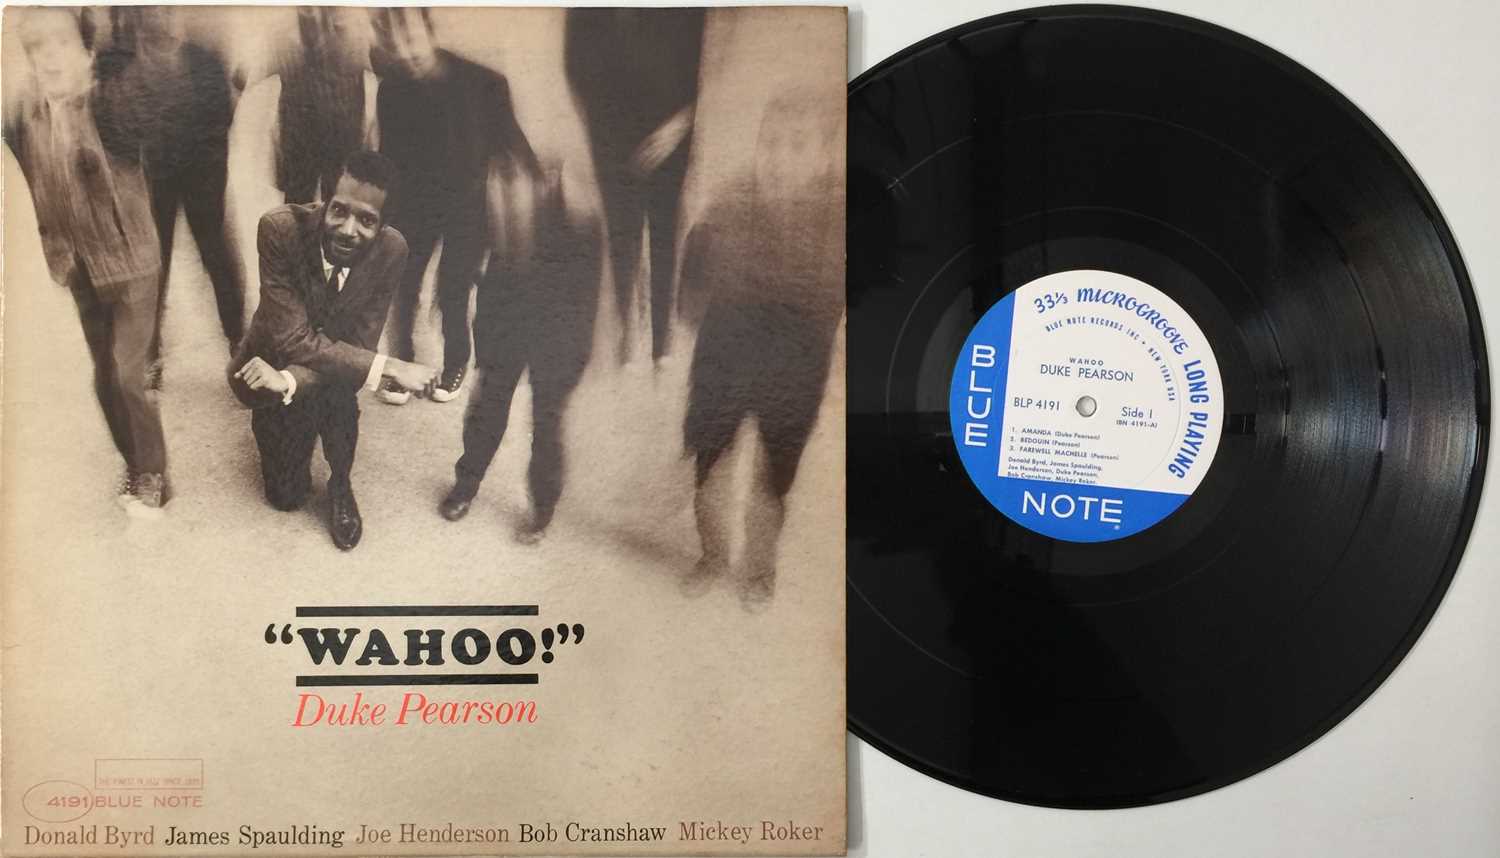 “WAHOO!”
Duke Pearson
THE FINEST IN JAZZ SINCE 1939
4191 BLUE NOTE
Donald Byrd James Spaulding Joe Henderson Bob Cranshaw Mickey Roker
33⅓ MICROGROOVE LONG PLAYING
BLUE NOTE RECORDS INC • NEW YORK USA
WAHOO
DUKE PEARSON
BLP 4191
Side 1
(BN 4191-A)
1. AMANDA (Duke Pearson)
2. BEDOUIN (Pearson)
3. FAREWELL MACHELLE (Pearson)
Donald Byrd, James Spaulding,
Joe Henderson, Duke Pearson,
Bob Cranshaw, Mickey Roker.
BLUE
NOTE®